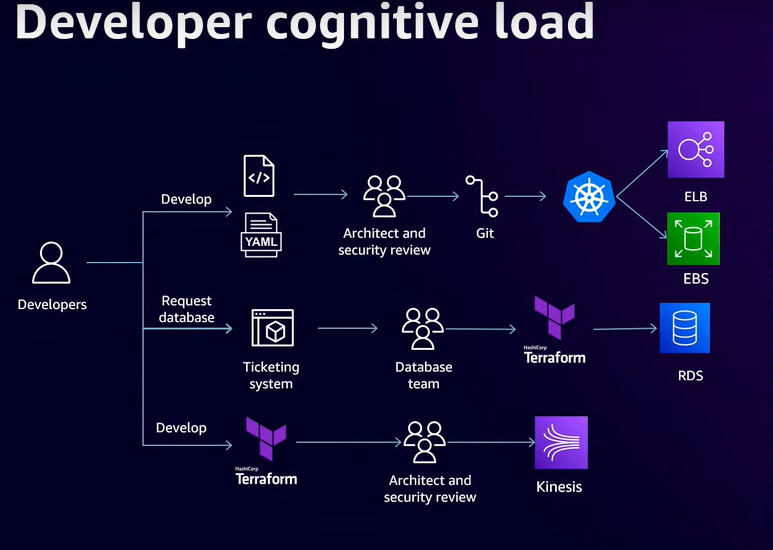 Developer cognitive load
Develop
</>
YAML
Architect and
security review
Git
ELB
EBS
Developers
Request
database
Ticketing
system
Database
team
HashiCorp
Terraform
RDS
Develop
HashiCorp
Terraform
Architect and
security review
Kinesis